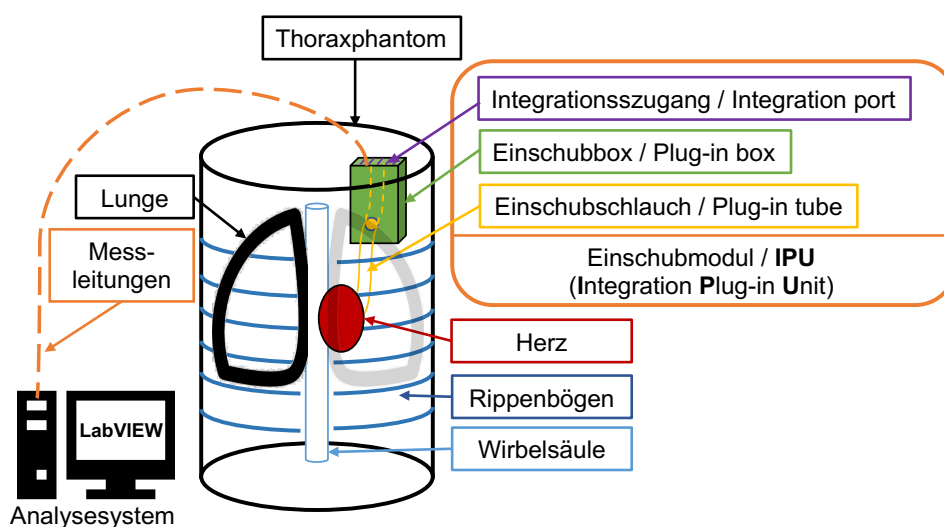 Thoraxphantom
Integrationsszugang / Integration port
Einschubbox / Plug-in box
Einschubschlauch / Plug-in tube
Einschubmodul / IPU
(Integration Plug-in Unit)
Lunge
Mess-
leitungen
Herz
Rippenbögen
Wirbelsäule
LabVIEW
Analysesystem